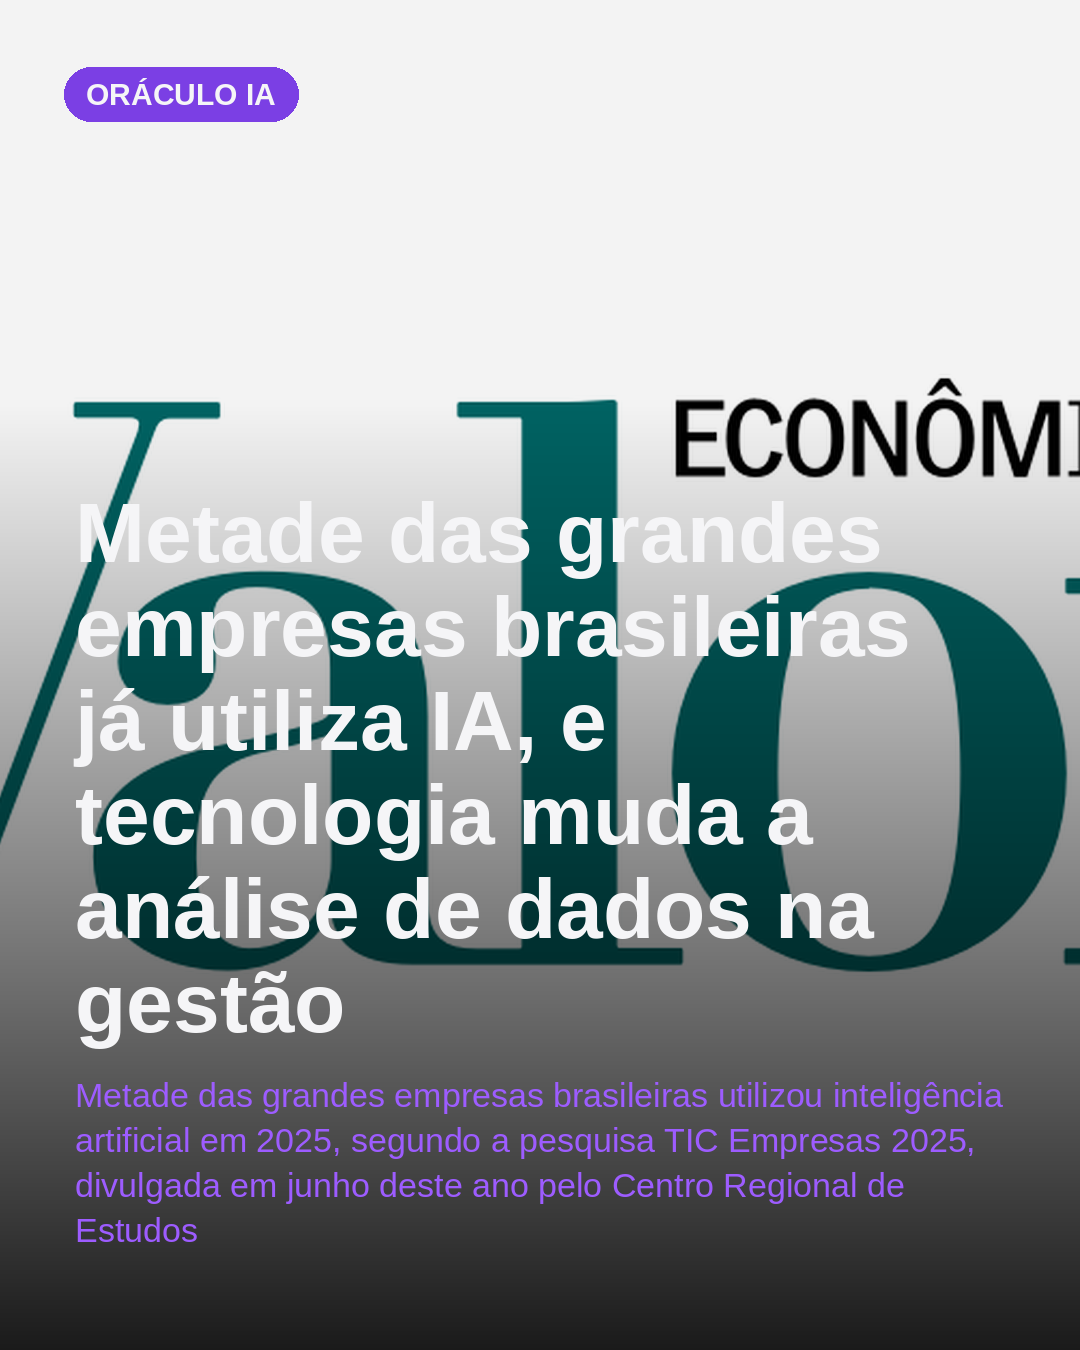 ORÁCULO IA
ECONÔMI
Valor
Metade das grandes
empresas brasileiras
já utiliza IA, e
tecnologia muda a
análise de dados na
gestão
Metade das grandes empresas brasileiras utilizou inteligência
artificial em 2025, segundo a pesquisa TIC Empresas 2025,
divulgada em junho deste ano pelo Centro Regional de
Estudos